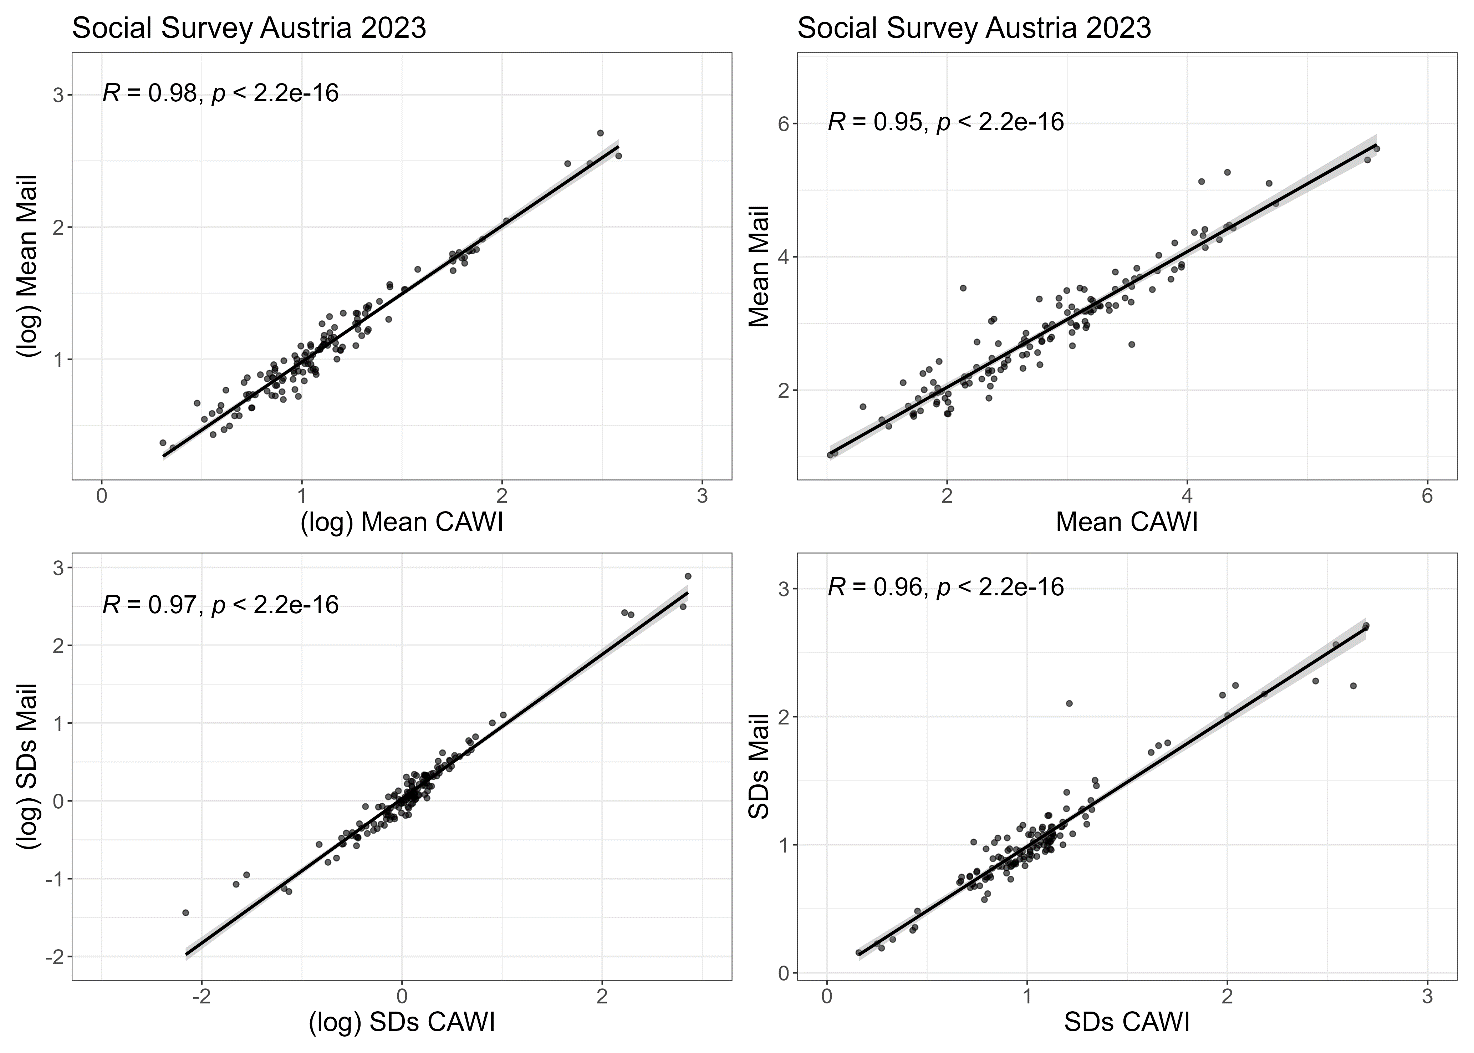 Social Survey Austria 2023
R = 0.98, p < 2.2e-16
3
2
1
(log) Mean Mail
0 1 2 3
(log) Mean CAWI
Social Survey Austria 2023
R = 0.95, p < 2.2e-16
6
4
2
Mean Mail
2 4 6
Mean CAWI
R = 0.97, p < 2.2e-16
3
2
1
0
-1
-2
(log) SDs Mail
-2 0 2
(log) SDs CAWI
R = 0.96, p < 2.2e-16
3
2
1
0
SDs Mail
0 1 2 3
SDs CAWI